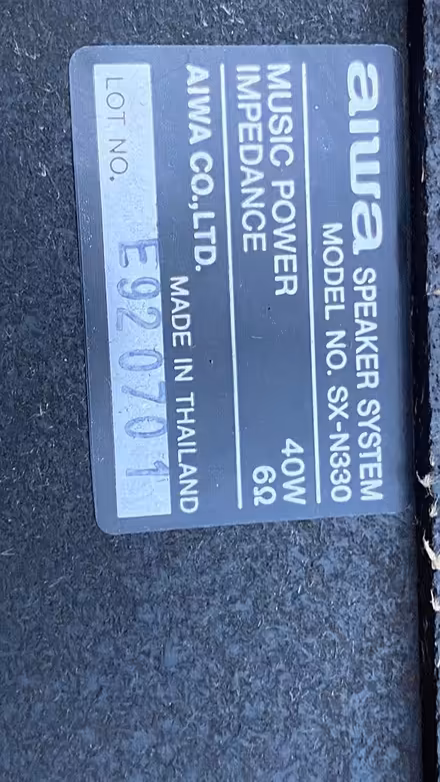 aiwa SPEAKER SYSTEM
MODEL NO. SX-N330
MUSIC POWER 40W
IMPEDANCE 6Ω
AIWA CO.,LTD. MADE IN THAILAND
LOT NO. E920701